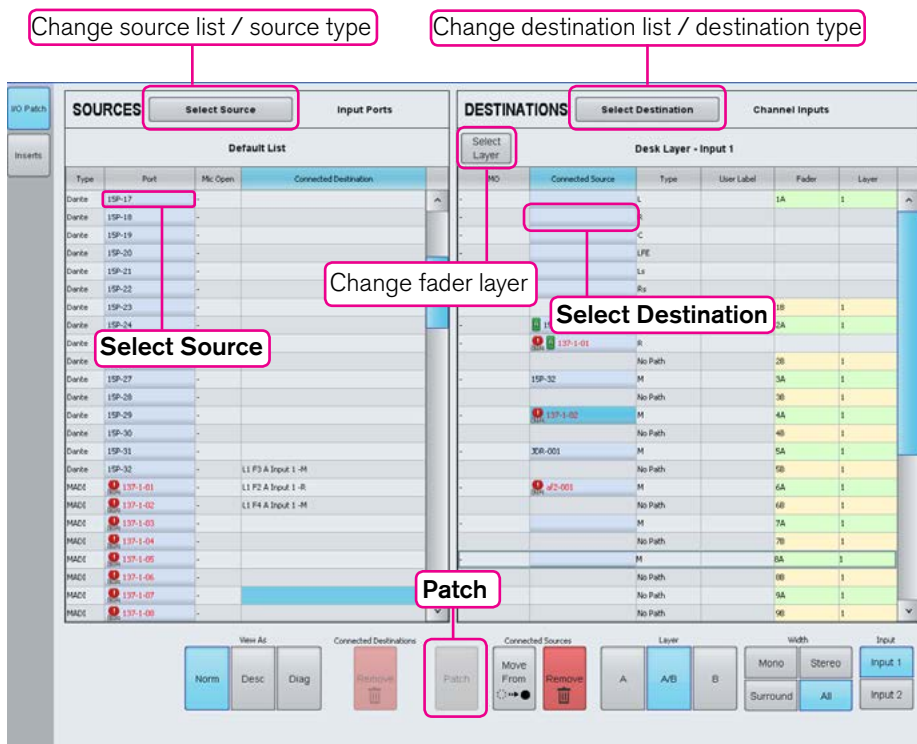 Change source list / source type
Change destination list / destination type
I/O Patch
Inserts
SOURCES Select Source Input Ports
Default List
Type Port Mic Open Connected Destination
Dante 15P-17 -
Dante 15P-18 -
Dante 15P-19 -
Dante 15P-20 -
Dante 15P-21 -
Dante 15P-22 -
Dante 15P-23 -
Dante 15P-24
Dante
Dante
Dante 15P-27 -
Dante 15P-28 -
Dante 15P-29 -
Dante 15P-30 -
Dante 15P-31 -
Dante 15P-32 - L1 F3 A Input 1 -M
MADI 137-1-01 - L1 F2 A Input 1 -R
MADI 137-1-02 - L1 F4 A Input 1 -M
MADI 137-1-03 -
MADI 137-1-04 -
MADI 137-1-05 -
MADI 137-1-06 -
MADI 137-1-07 -
MADI 137-1-08 -
Select Source
DESTINATIONS Select Destination Channel Inputs
Select Layer
Desk Layer - Input 1
MO Connected Source Type User Label Fader Layer
- L 1A 1
R
- C
LFE
Ls
Rs
1B 1
- A 2A 1
- A 137-1-01 R
- No Path 2B 1
- 15P-32 M 3A 1
- No Path 3B 1
- 137-1-02 M 4A 1
- No Path 4B 1
- JDR-001 M 5A 1
- No Path 5B 1
- af2-001 M 6A 1
- No Path 6B 1
- M 7A 1
- No Path 7B 1
- M 8A 1
- No Path 8B 1
- No Path 9A 1
- No Path 9B 1
Change fader layer
Select Destination
Patch
View As
Norm Desc Diag
Connected Destinations
Remove
Patch
Connected Sources
Move From
Remove
Layer
A A/B B
Width
Mono Stereo
Surround All
Input
Input 1
Input 2